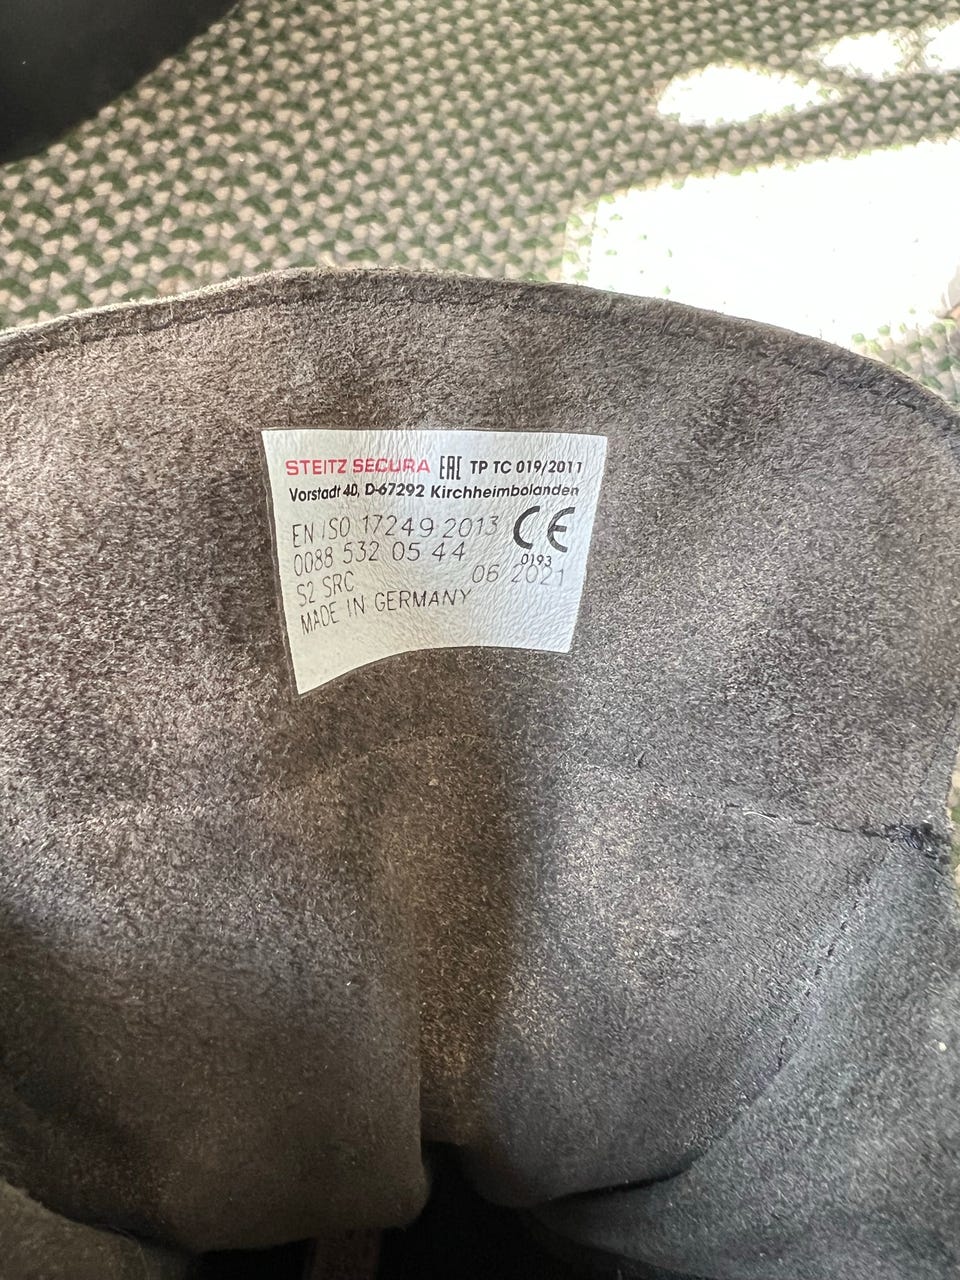 STEITZ SECURA EAC TP TC 019/2011
Vorstadt 40, D-67292 Kirchheimbolanden
EN ISO 17249 2013 CE
0088 532 05 44 0193
S2 SRC 06 2021
MADE IN GERMANY